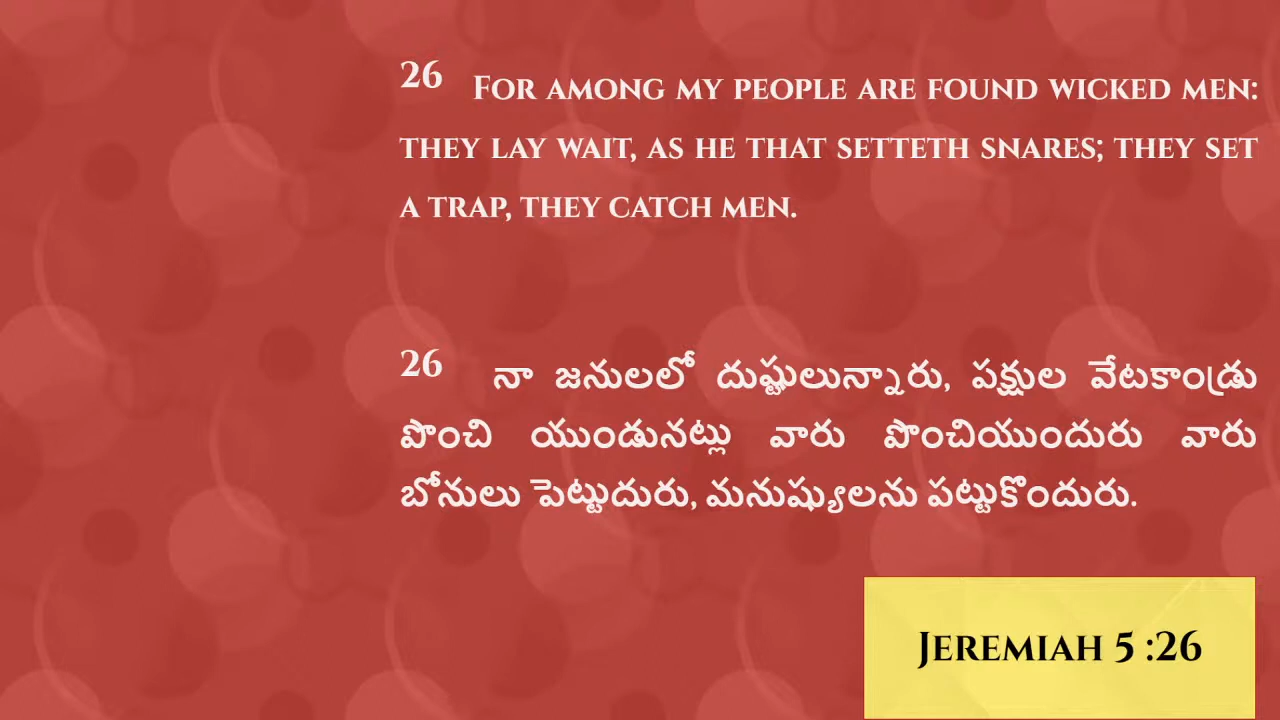 26 For among my people are found wicked men:
they lay wait, as he that setteth snares; they set
a trap, they catch men.
26 నా జనులలో దుష్టులున్నారు, పక్షుల వేటకాండ్రు
పొంచి యుండునట్లు వారు పొంచియుందురు వారు
బోనులు పెట్టుదురు, మనుష్యులను పట్టుకొందురు.
Jeremiah 5 :26